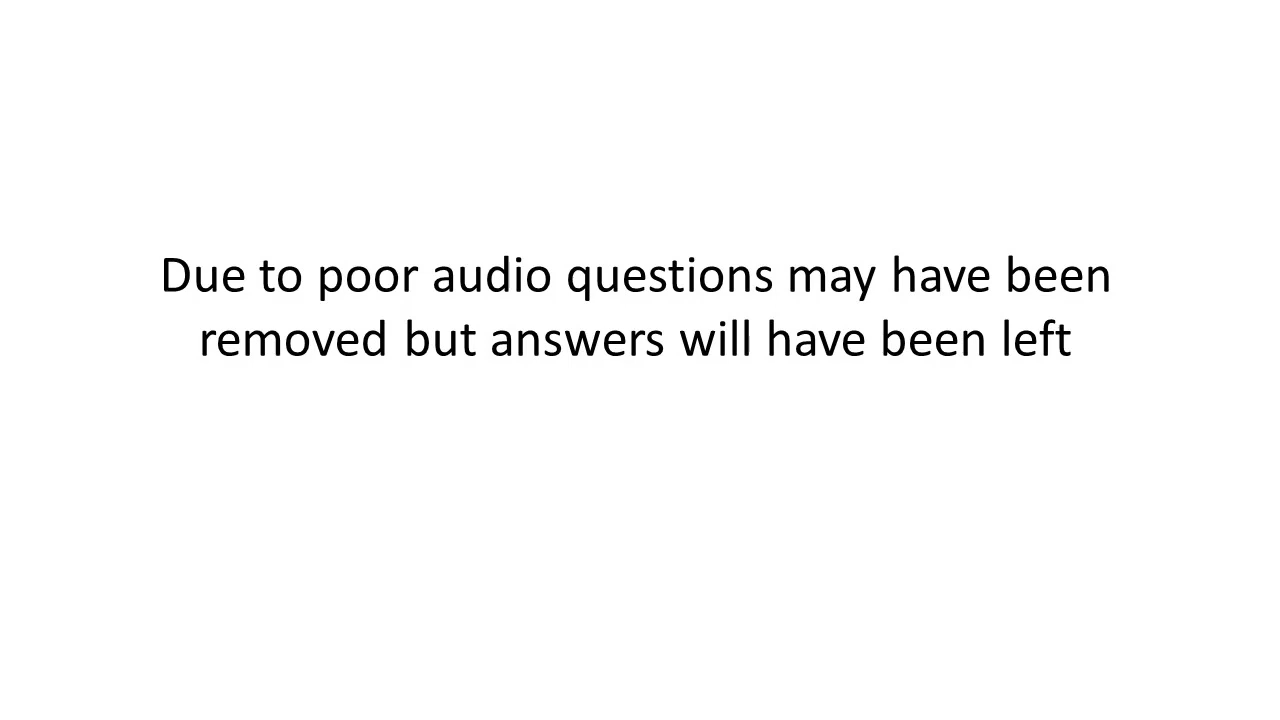 Due to poor audio questions may have been
removed but answers will have been left